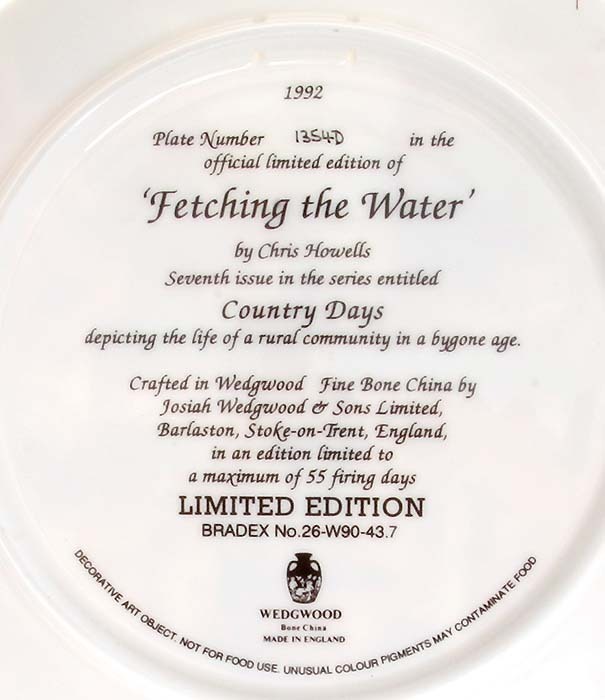 1992
Plate Number 1354D in the
official limited edition of
'Fetching the Water'
by Chris Howells
Seventh issue in the series entitled
Country Days
depicting the life of a rural community in a bygone age.
Crafted in Wedgwood Fine Bone China by
Josiah Wedgwood & Sons Limited,
Barlaston, Stoke-on-Trent, England,
in an edition limited to
a maximum of 55 firing days
LIMITED EDITION
BRADEX No.26-W90-43.7
WEDGWOOD
Bone China
MADE IN ENGLAND
DECORATIVE ART OBJECT. NOT FOR FOOD USE. UNUSUAL COLOUR PIGMENTS MAY CONTAMINATE FOOD